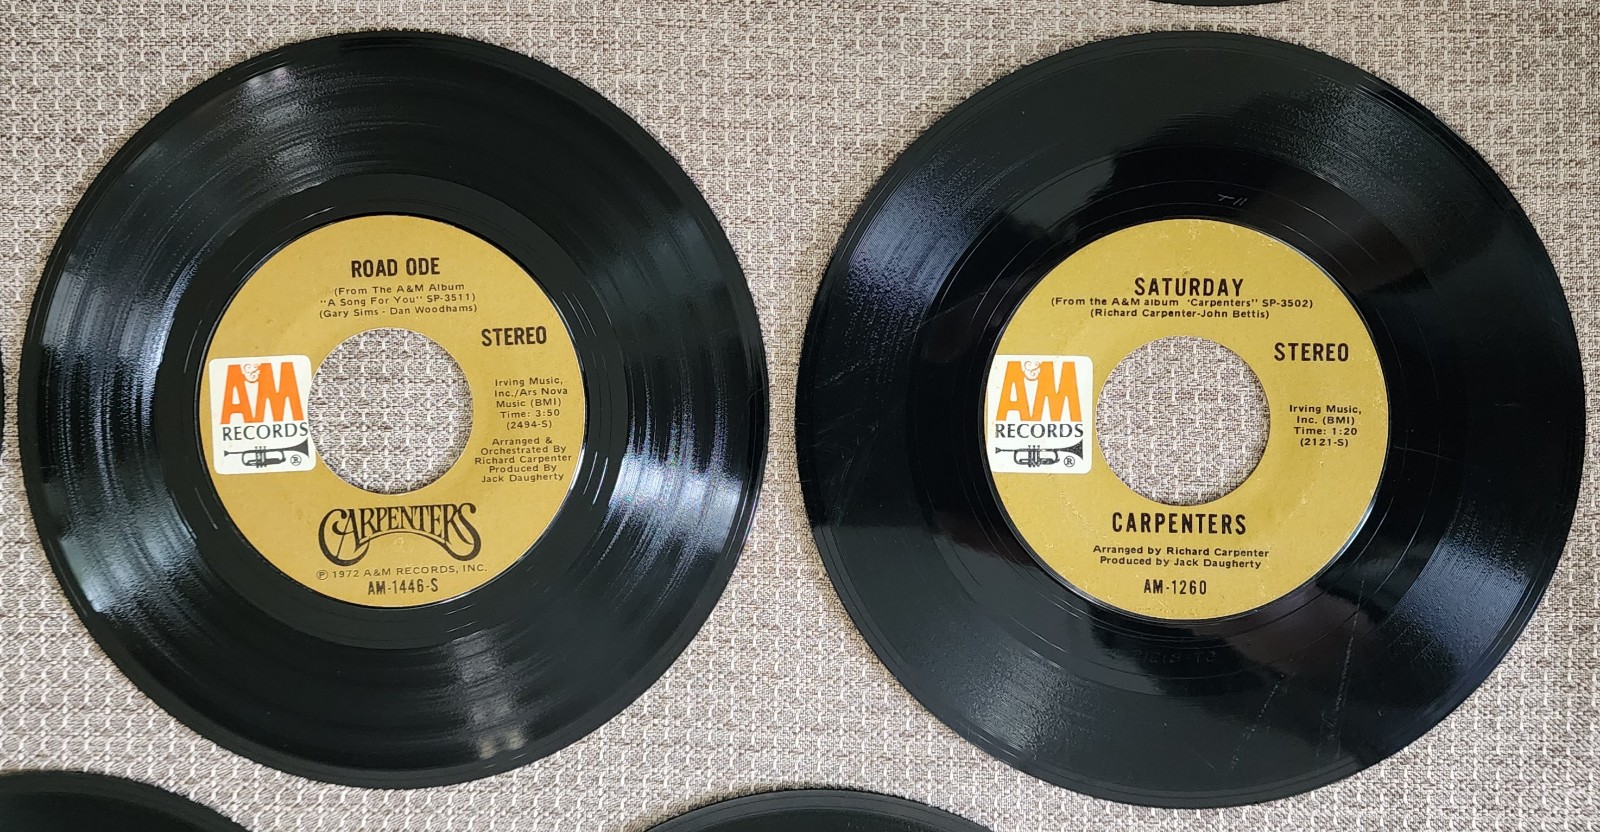 ROAD ODE
(From The A&M Album
"A Song For You" SP-3511)
(Gary Sims - Dan Woodhams)
STEREO
A&M
RECORDS
®
Irving Music,
Inc./Ars Nova
Music (BMI)
Time: 3:50
(2494-S)
Arranged &
Orchestrated By
Richard Carpenter
Produced By
Jack Daugherty
CARPENTERS
℗ 1972 A&M RECORDS, INC.
AM-1446-S
SATURDAY
(From the A&M album 'Carpenters" SP-3502)
(Richard Carpenter-John Bettis)
STEREO
A&M
RECORDS
®
Irving Music,
Inc. (BMI)
Time: 1:20
(2121-S)
CARPENTERS
Arranged by Richard Carpenter
Produced by Jack Daugherty
AM-1260